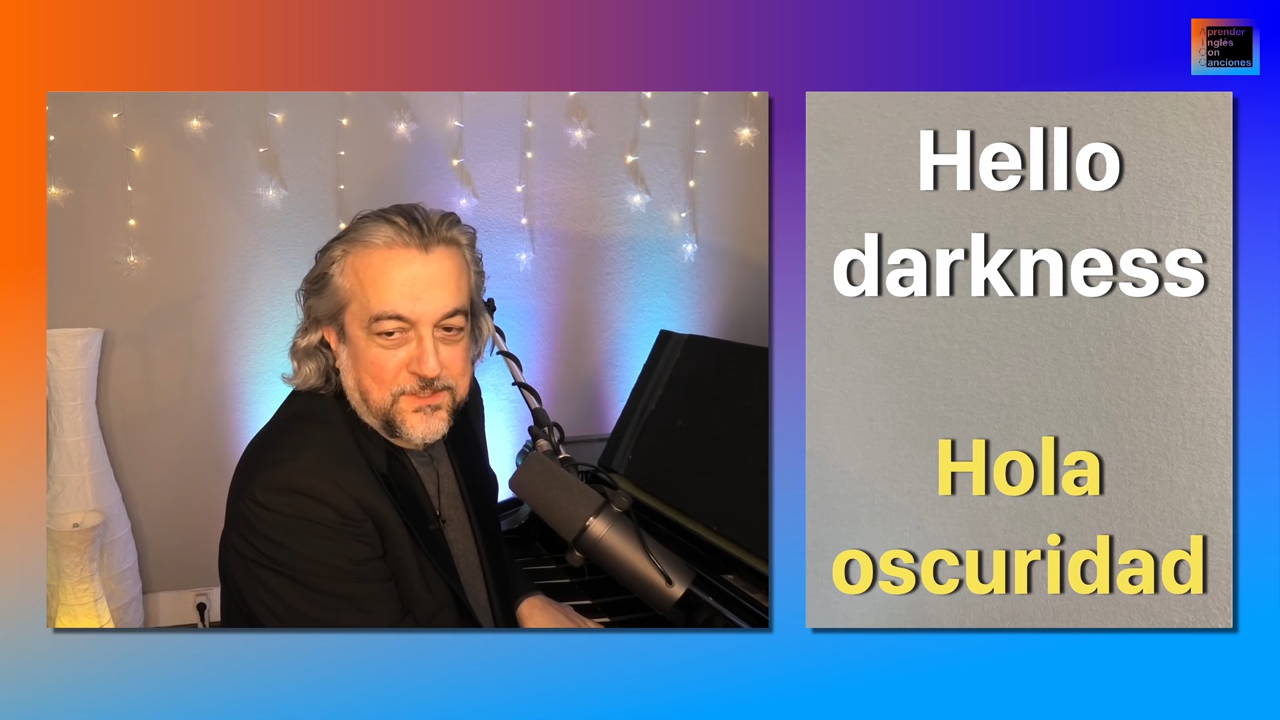 Aprender
Inglés
Con
Canciones
Hello
darkness
Hola
oscuridad